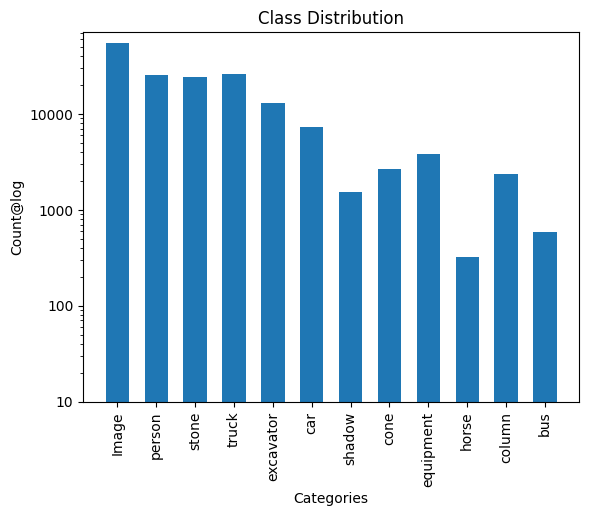 Class Distribution
Count@log
10000
1000
100
10
Image
person
stone
truck
excavator
car
shadow
cone
equipment
horse
column
bus
Categories